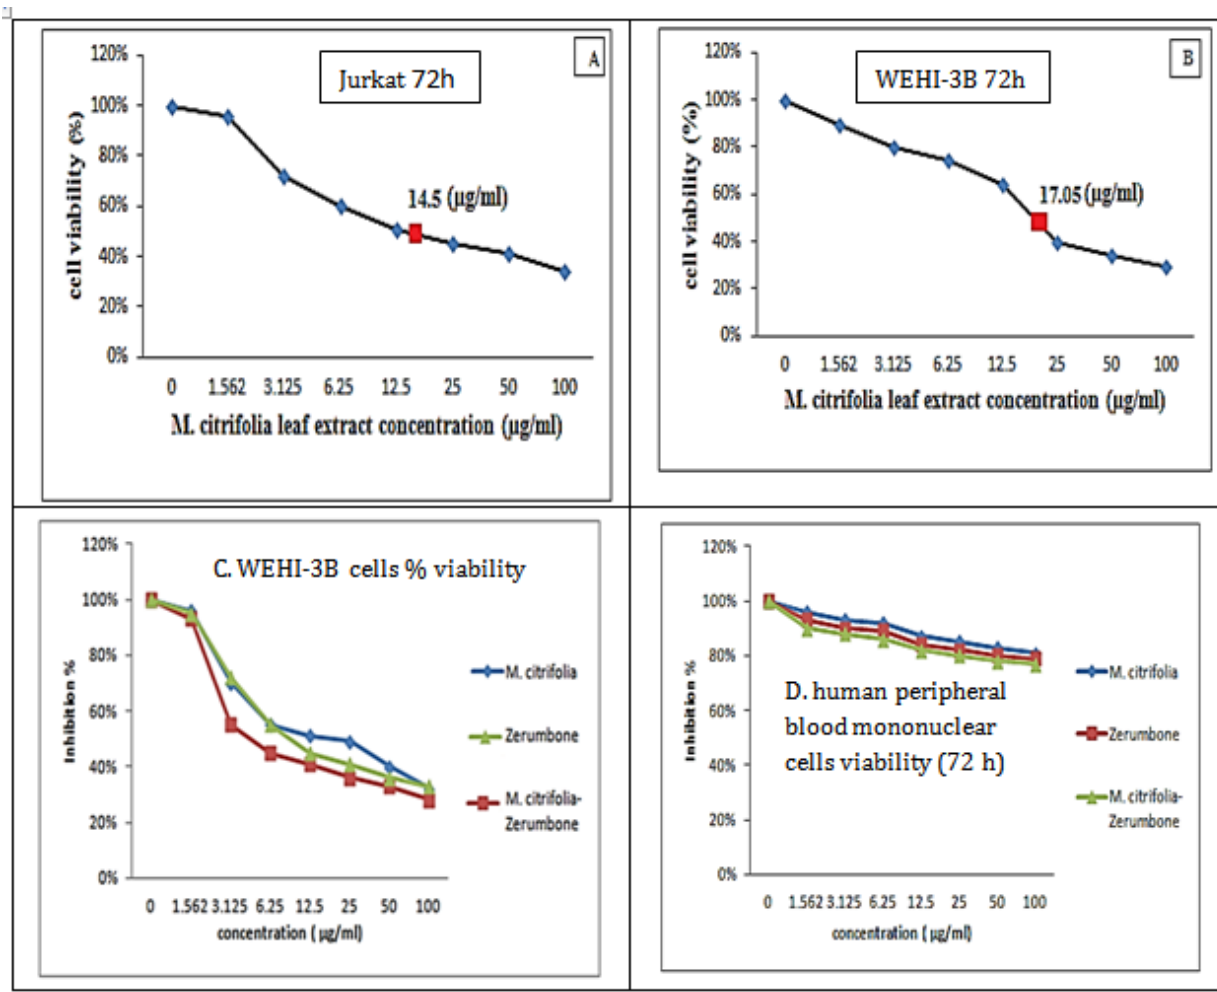 120%
100%
80%
60%
40%
20%
0%
cell viability (%)
Jurkat 72h
A
14.5 (µg/ml)
0 1.562 3.125 6.25 12.5 25 50 100
M. citrifolia leaf extract concentration (µg/ml)
120%
100%
80%
60%
40%
20%
0%
cell viability (%)
WEHI-3B 72h
B
17.05 (µg/ml)
0 1.562 3.125 6.25 12.5 25 50 100
M. citrifolia leaf extract concentration (µg/ml)
120%
100%
80%
60%
40%
20%
0%
Inhibition %
C. WEHI-3B cells % viability
M. citrifolia
Zerumbone
M. citrifolia-
Zerumbone
0 1.562 3.125 6.25 12.5 25 50 100
concentration ( µg/ml)
120%
100%
80%
60%
40%
20%
0%
Inhibition %
D. human peripheral
blood mononuclear
cells viability (72 h)
M. citrifolia
Zerumbone
M. citrifolia-
Zerumbone
0 1.562 3.125 6.25 12.5 25 50 100
concentration ( µg/ml)